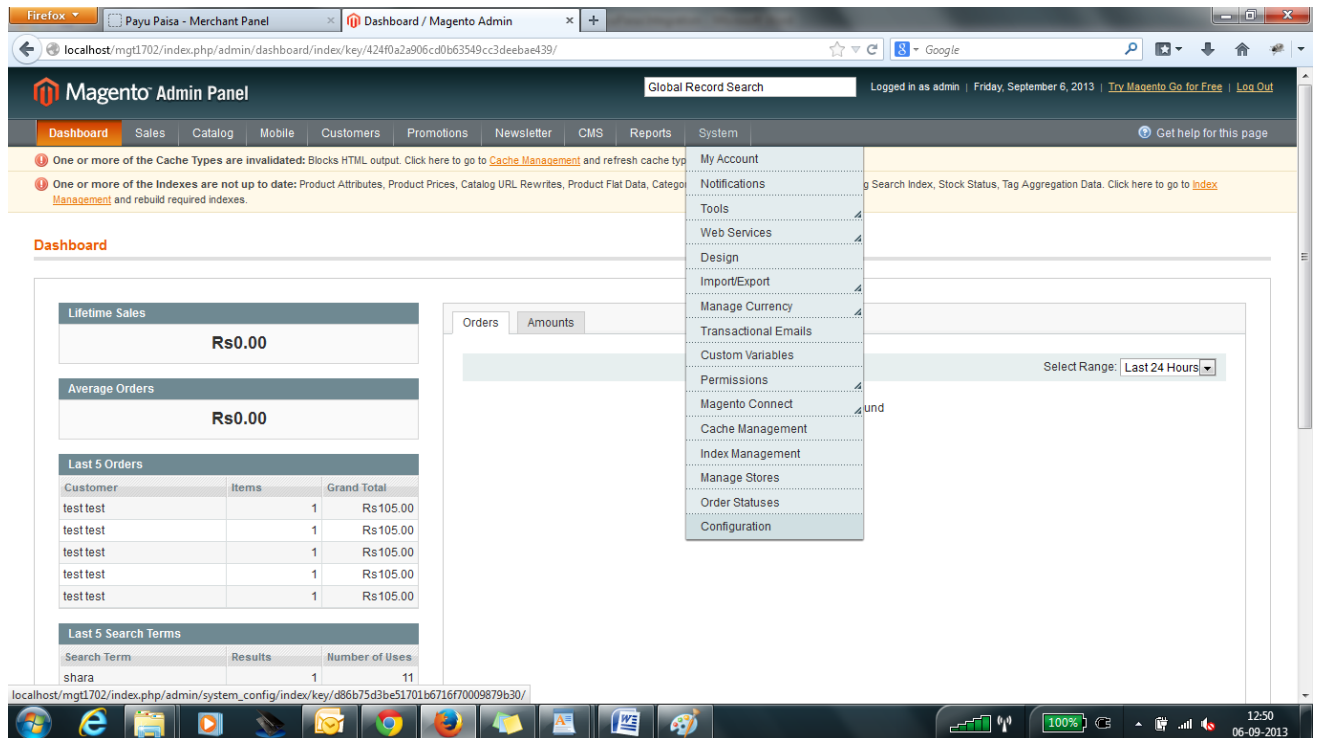 Firefox
Payu Paisa - Merchant Panel
Dashboard / Magento Admin
localhost/mgt1702/index.php/admin/dashboard/index/key/424f0a2a906cd0b63549cc3deebae439/
Google
Magento Admin Panel
Global Record Search
Logged in as admin | Friday, September 6, 2013 | Try Magento Go for Free | Log Out
Dashboard Sales Catalog Mobile Customers Promotions Newsletter CMS Reports System
Get help for this page
One or more of the Cache Types are invalidated: Blocks HTML output. Click here to go to Cache Management and refresh cache typ
One or more of the Indexes are not up to date: Product Attributes, Product Prices, Catalog URL Rewrites, Product Flat Data, Catego
g Search Index, Stock Status, Tag Aggregation Data. Click here to go to Index
Management and rebuild required indexes.
My Account
Notifications
Tools
Web Services
Design
Import/Export
Manage Currency
Transactional Emails
Custom Variables
Permissions
Magento Connect
Cache Management
Index Management
Manage Stores
Order Statuses
Configuration
Dashboard
Lifetime Sales
Rs0.00
Average Orders
Rs0.00
Last 5 Orders
Customer Items Grand Total
test test 1 Rs105.00
test test 1 Rs105.00
test test 1 Rs105.00
test test 1 Rs105.00
test test 1 Rs105.00
Last 5 Search Terms
Search Term Results Number of Uses
shara 1 11
Orders Amounts
Select Range: Last 24 Hours
und
localhost/mgt1702/index.php/admin/system_config/index/key/d86b75d3be51701b6716f70009879b30/
100%
12:50
06-09-2013